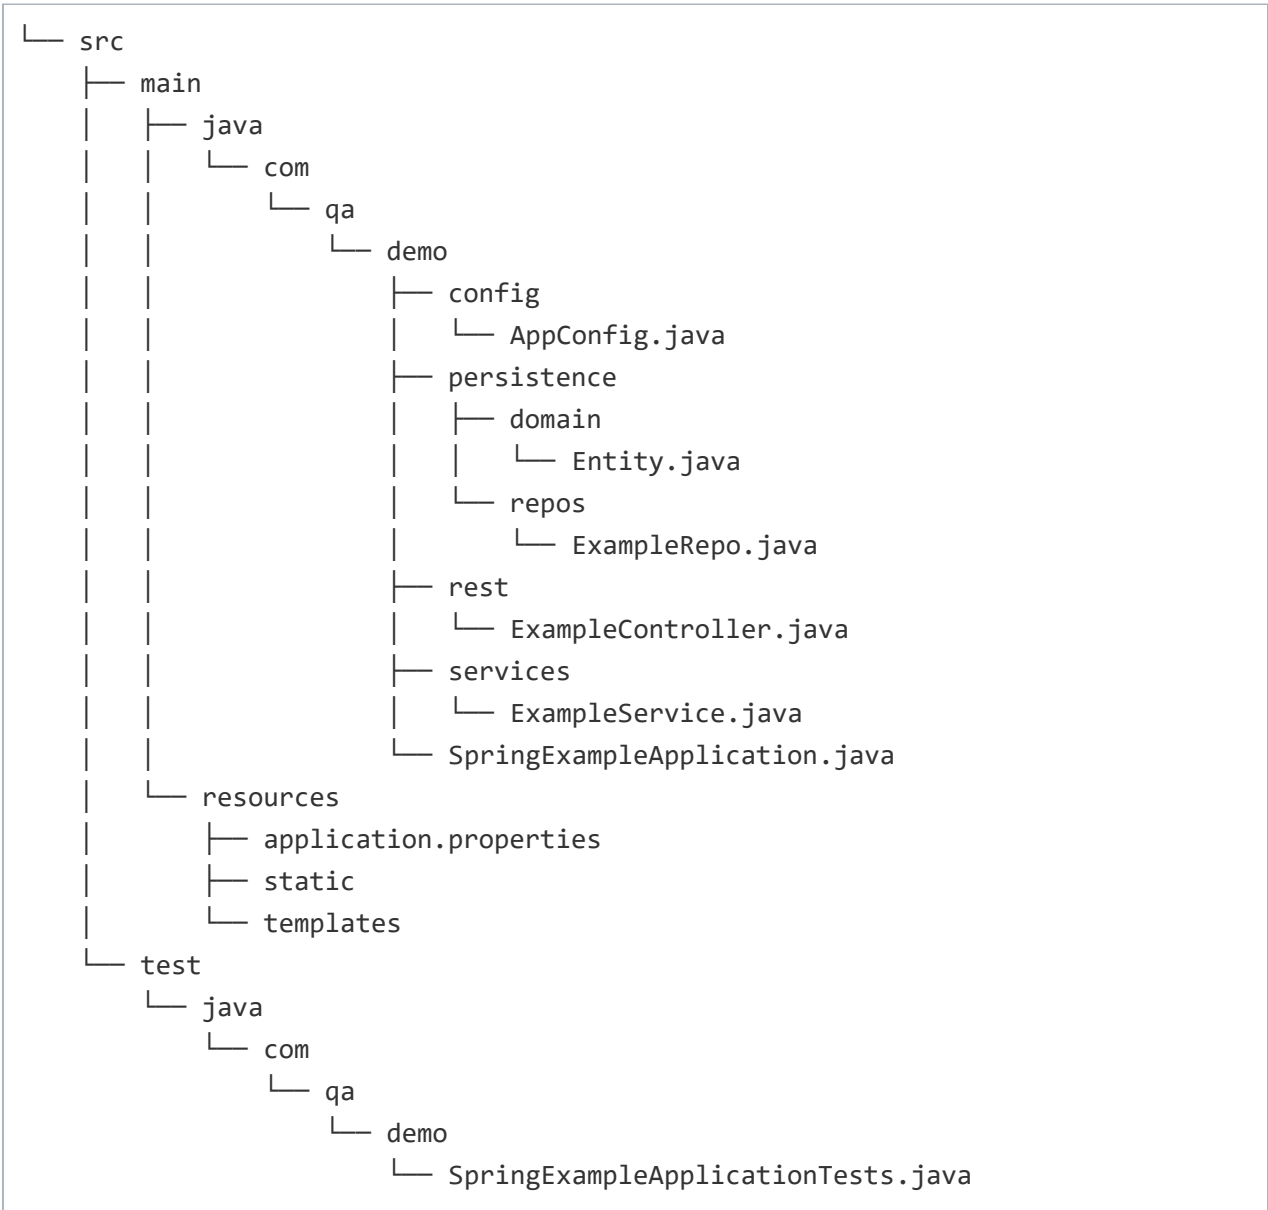 └── src
    ├── main
    │   ├── java
    │   │   └── com
    │   │       └── qa
    │   │           └── demo
    │   │               ├── config
    │   │               │   └── AppConfig.java
    │   │               ├── persistence
    │   │               │   ├── domain
    │   │               │   │   └── Entity.java
    │   │               │   └── repos
    │   │               │       └── ExampleRepo.java
    │   │               ├── rest
    │   │               │   └── ExampleController.java
    │   │               ├── services
    │   │               │   └── ExampleService.java
    │   │               └── SpringExampleApplication.java
    │   └── resources
    │       ├── application.properties
    │       ├── static
    │       └── templates
    └── test
        └── java
            └── com
                └── qa
                    └── demo
                        └── SpringExampleApplicationTests.java